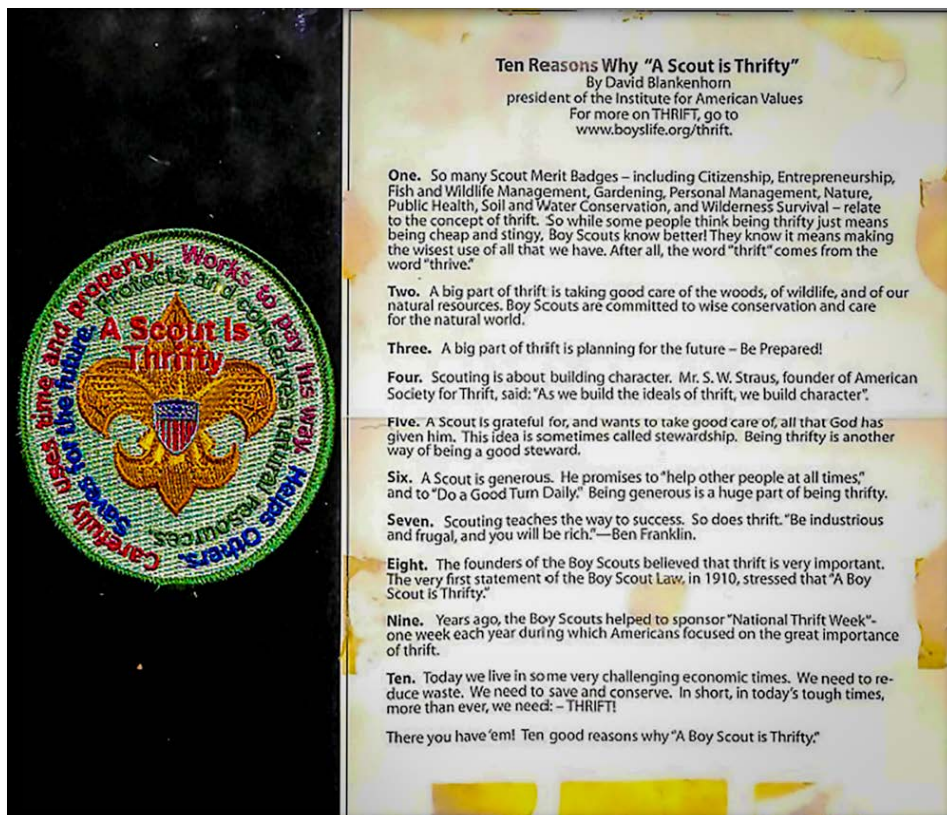 A Scout Is
Thrifty
Works to pay his way.
Helps Others.
Saves for the future.
Carefully uses time and property.
Protects and conserves natural resources.
Ten Reasons Why “A Scout is Thrifty”
By David Blankenhorn
president of the Institute for American Values
For more on THRIFT, go to
www.boyslife.org/thrift.
One. So many Scout Merit Badges – including Citizenship, Entrepreneurship,
Fish and Wildlife Management, Gardening, Personal Management, Nature,
Public Health, Soil and Water Conservation, and Wilderness Survival – relate
to the concept of thrift. So while some people think being thrifty just means
being cheap and stingy, Boy Scouts know better! They know it means making
the wisest use of all that we have. After all, the word “thrift” comes from the
word “thrive.”
Two. A big part of thrift is taking good care of the woods, of wildlife, and of our
natural resources. Boy Scouts are committed to wise conservation and care
for the natural world.
Three. A big part of thrift is planning for the future – Be Prepared!
Four. Scouting is about building character. Mr. S. W. Straus, founder of American
Society for Thrift, said: “As we build the ideals of thrift, we build character”.
Five. A Scout is grateful for, and wants to take good care of, all that God has
given him. This idea is sometimes called stewardship. Being thrifty is another
way of being a good steward.
Six. A Scout is generous. He promises to “help other people at all times,”
and to “Do a Good Turn Daily.” Being generous is a huge part of being thrifty.
Seven. Scouting teaches the way to success. So does thrift. “Be industrious
and frugal, and you will be rich.”—Ben Franklin.
Eight. The founders of the Boy Scouts believed that thrift is very important.
The very first statement of the Boy Scout Law, in 1910, stressed that “A Boy
Scout is Thrifty.”
Nine. Years ago, the Boy Scouts helped to sponsor “National Thrift Week”-
one week each year during which Americans focused on the great importance
of thrift.
Ten. Today we live in some very challenging economic times. We need to re-
duce waste. We need to save and conserve. In short, in today's tough times,
more than ever, we need: – THRIFT!
There you have ‘em! Ten good reasons why “A Boy Scout is Thrifty.”